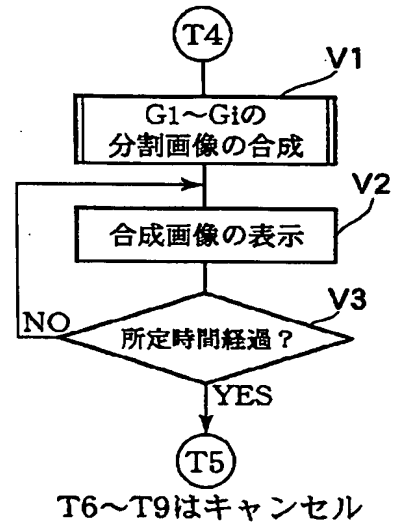 T4
V1
G1～Giの
分割画像の合成
V2
合成画像の表示
V3
所定時間経過？
NO
YES
T5
T6～T9はキャンセル